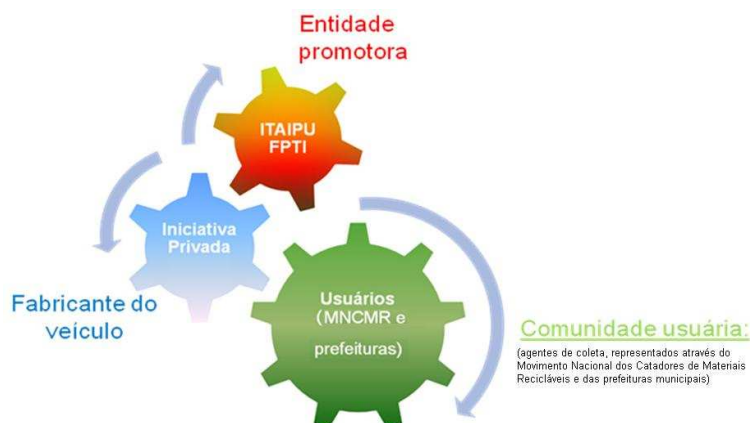 Entidade
promotora
ITAIPU
FPTI
Iniciativa
Privada
Fabricante do
veículo
Usuários
(MNCMR e
prefeituras)
Comunidade usuária:
(agentes de coleta, representados através do
Movimento Nacional dos Catadores de Materiais
Recicláveis e das prefeituras municipais)